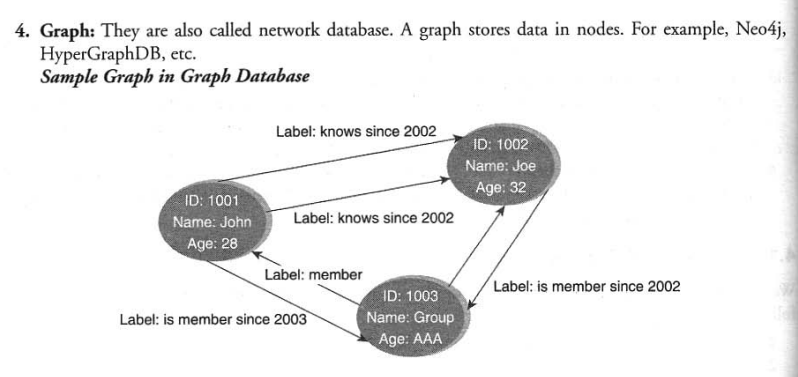 4. Graph: They are also called network database. A graph stores data in nodes. For example, Neo4j,
HyperGraphDB, etc.
Sample Graph in Graph Database
Label: knows since 2002
ID: 1002
Name: Joe
Age: 32
ID: 1001
Name: John
Age: 28
Label: knows since 2002
Label: member
Label: is member since 2002
ID: 1003
Name: Group
Age: AAA
Label: is member since 2003